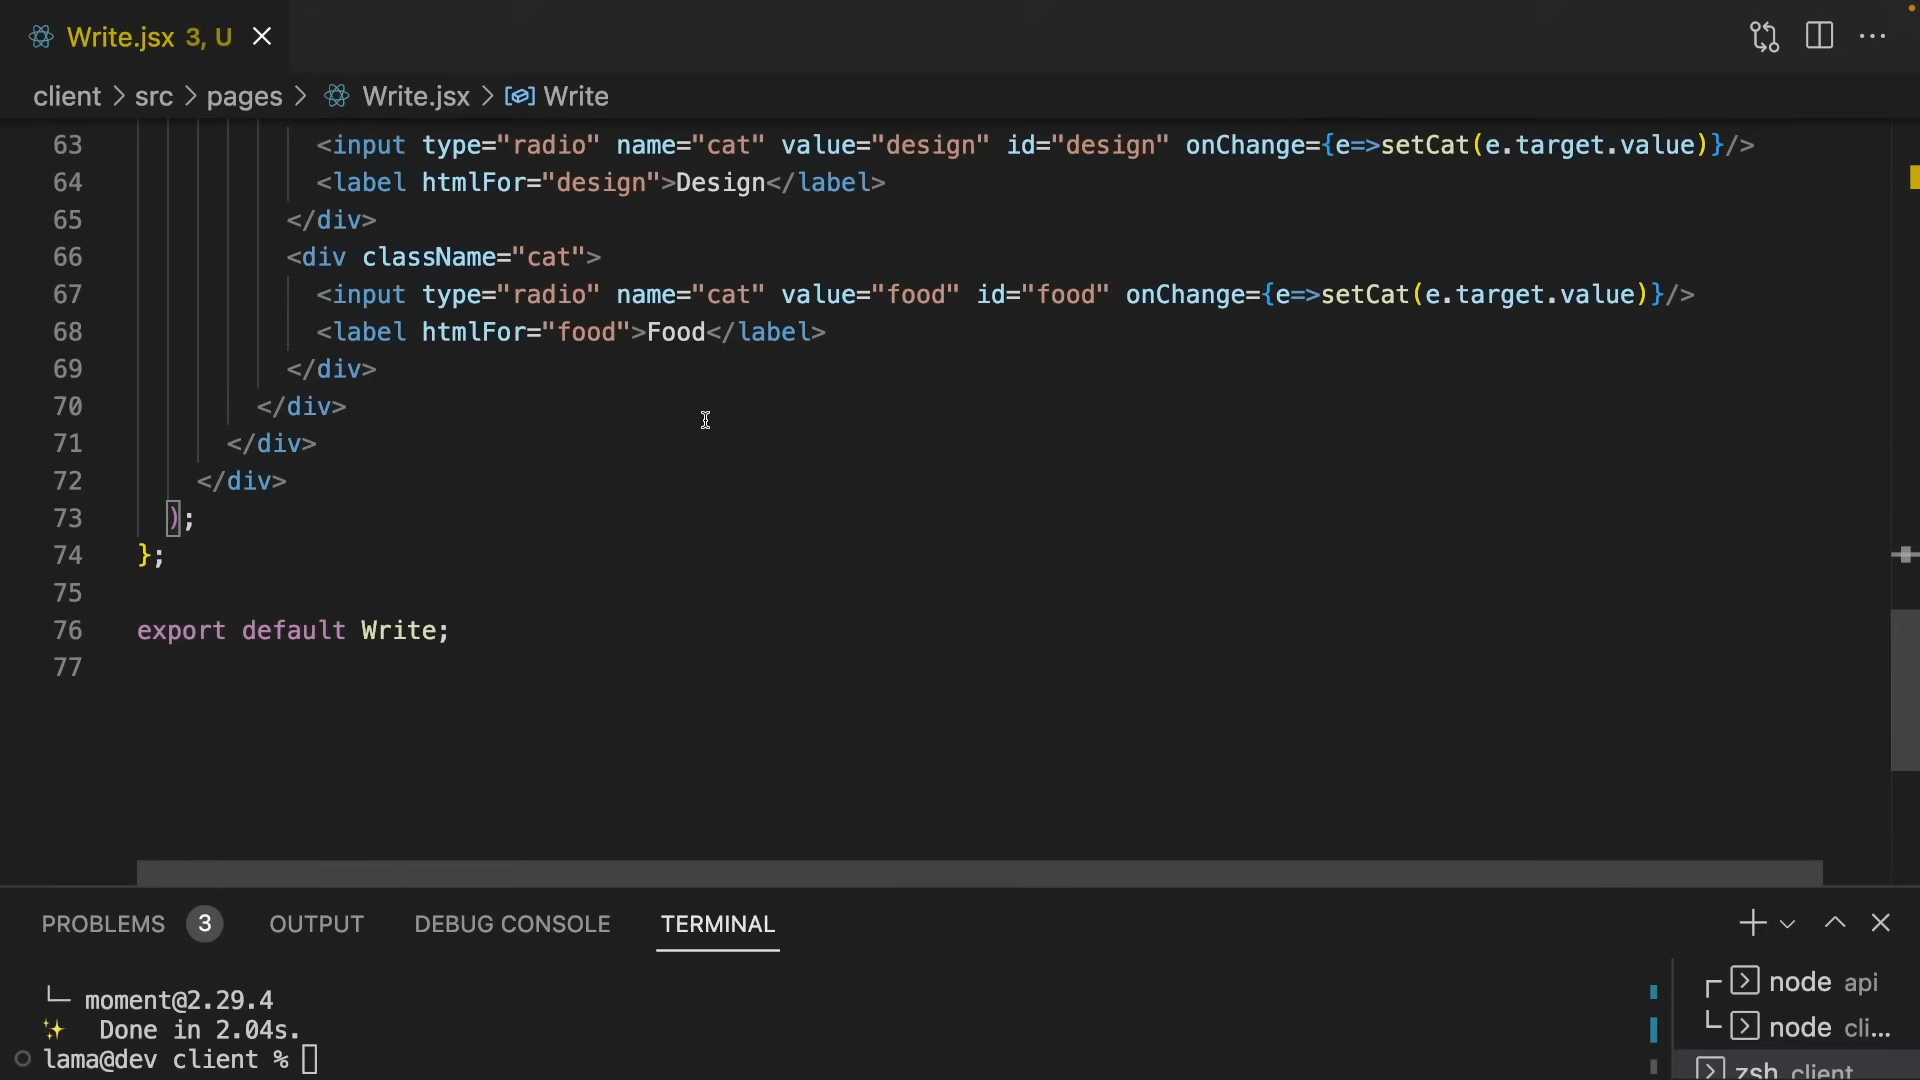 Write.jsx 3, U
client > src > pages > Write.jsx > Write
63 <input type="radio" name="cat" value="design" id="design" onChange={e=>setCat(e.target.value)}/>
64 <label htmlFor="design">Design</label>
65 </div>
66 <div className="cat">
67 <input type="radio" name="cat" value="food" id="food" onChange={e=>setCat(e.target.value)}/>
68 <label htmlFor="food">Food</label>
69 </div>
70 </div>
71 </div>
72 </div>
73 );
74 };
75
76 export default Write;
77
PROBLEMS 3 OUTPUT DEBUG CONSOLE TERMINAL
└─ moment@2.29.4
✨ Done in 2.04s.
lama@dev client %
node api
node cli...
zsh client